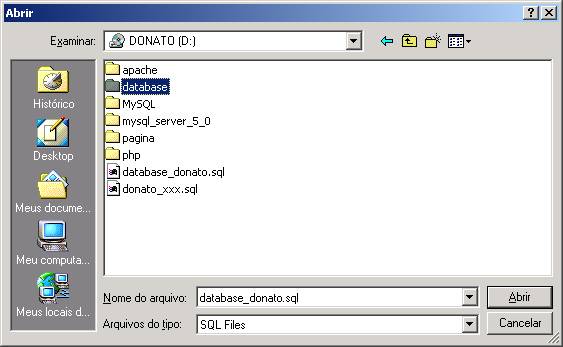 Abrir
Examinar: DONATO (D:)
Histórico
Desktop
Meus docume...
Meu computa...
Meus locais d...
apache
database
MySQL
mysql_server_5_0
pagina
php
database_donato.sql
donato_xxx.sql
Nome do arquivo: database_donato.sql Abrir
Arquivos do tipo: SQL Files Cancelar